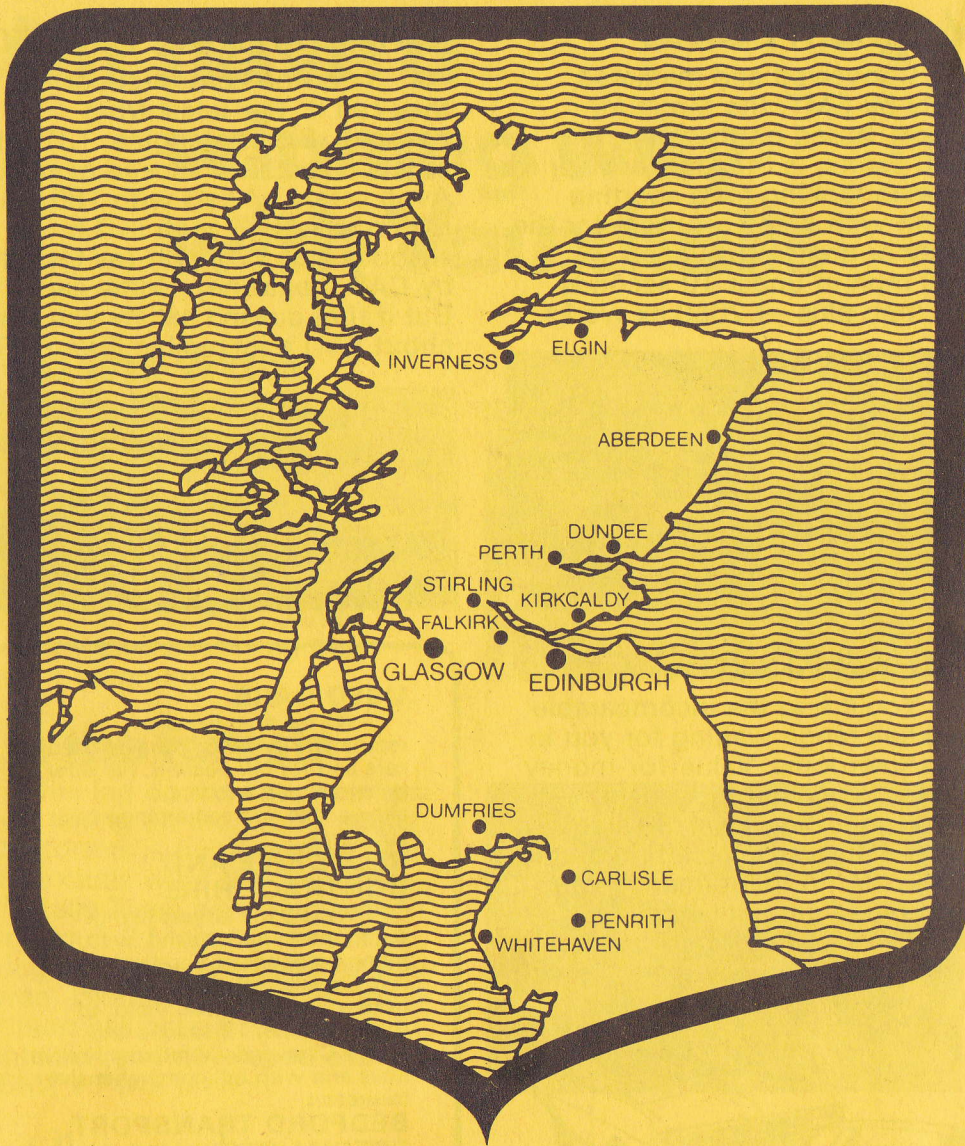 ELGIN
INVERNESS
ABERDEEN
DUNDEE
PERTH
STIRLING
KIRKCALDY
FALKIRK
GLASGOW
EDINBURGH
DUMFRIES
CARLISLE
PENRITH
WHITEHAVEN